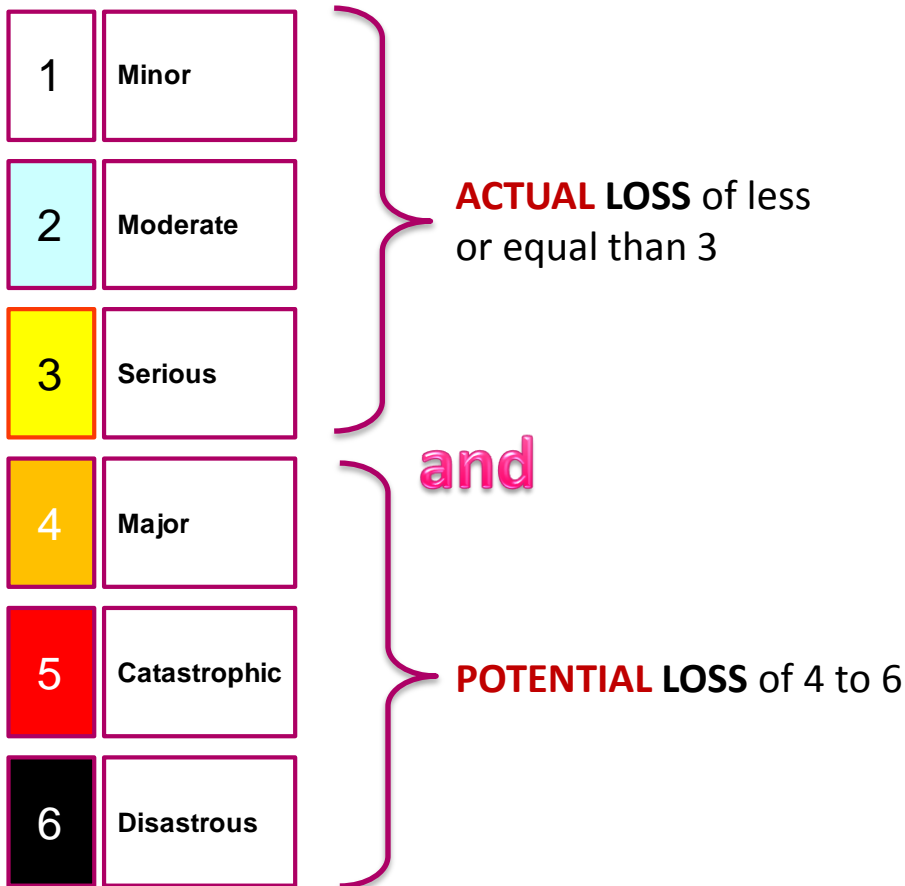 1 Minor
2 Moderate
ACTUAL LOSS of less
or equal than 3
3 Serious
and
4 Major
5 Catastrophic
POTENTIAL LOSS of 4 to 6
6 Disastrous